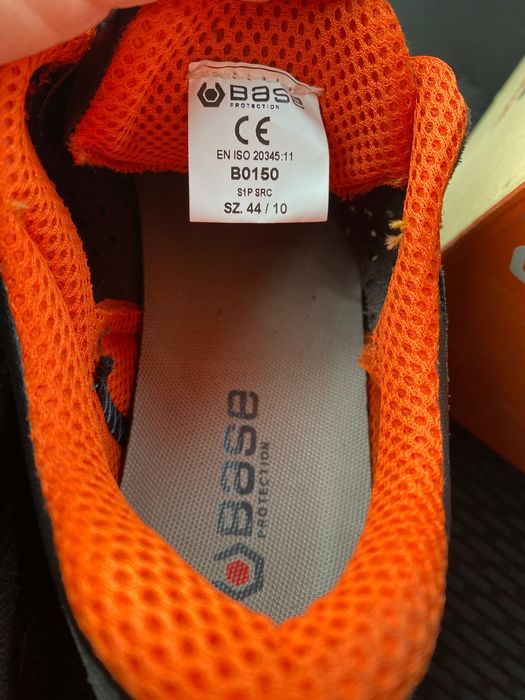 BASE
PROTECTION
CE
EN ISO 20345:11
B0150
S1P SRC
SZ. 44 / 10
BASE
PROTECTION